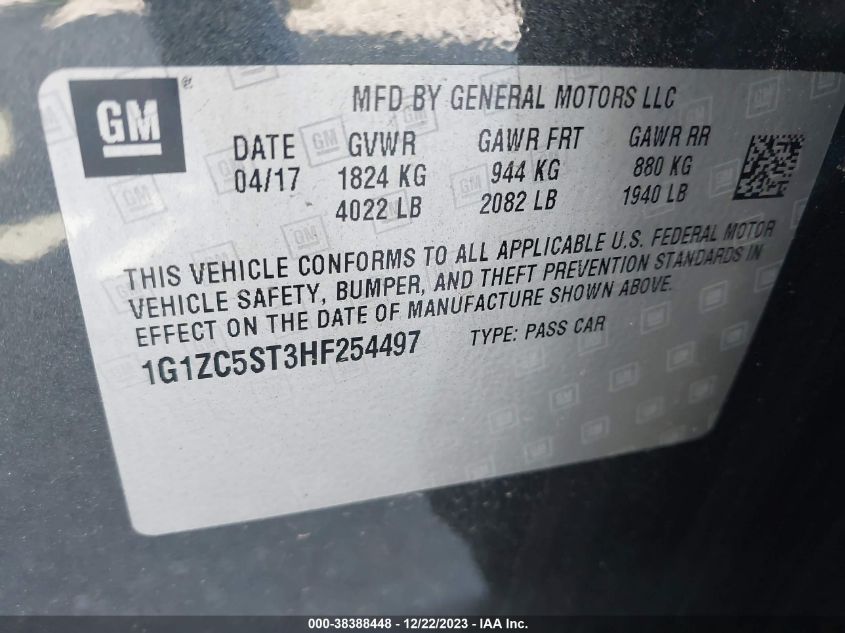 GM
®
MFD BY GENERAL MOTORS LLC
DATE GVWR GAWR FRT GAWR RR
04/17 1824 KG 944 KG 880 KG
4022 LB 2082 LB 1940 LB
THIS VEHICLE CONFORMS TO ALL APPLICABLE U.S. FEDERAL MOTOR
VEHICLE SAFETY, BUMPER, AND THEFT PREVENTION STANDARDS IN
EFFECT ON THE DATE OF MANUFACTURE SHOWN ABOVE.
1G1ZC5ST3HF254497 TYPE: PASS CAR
000-38388448 - 12/22/2023 - IAA Inc.